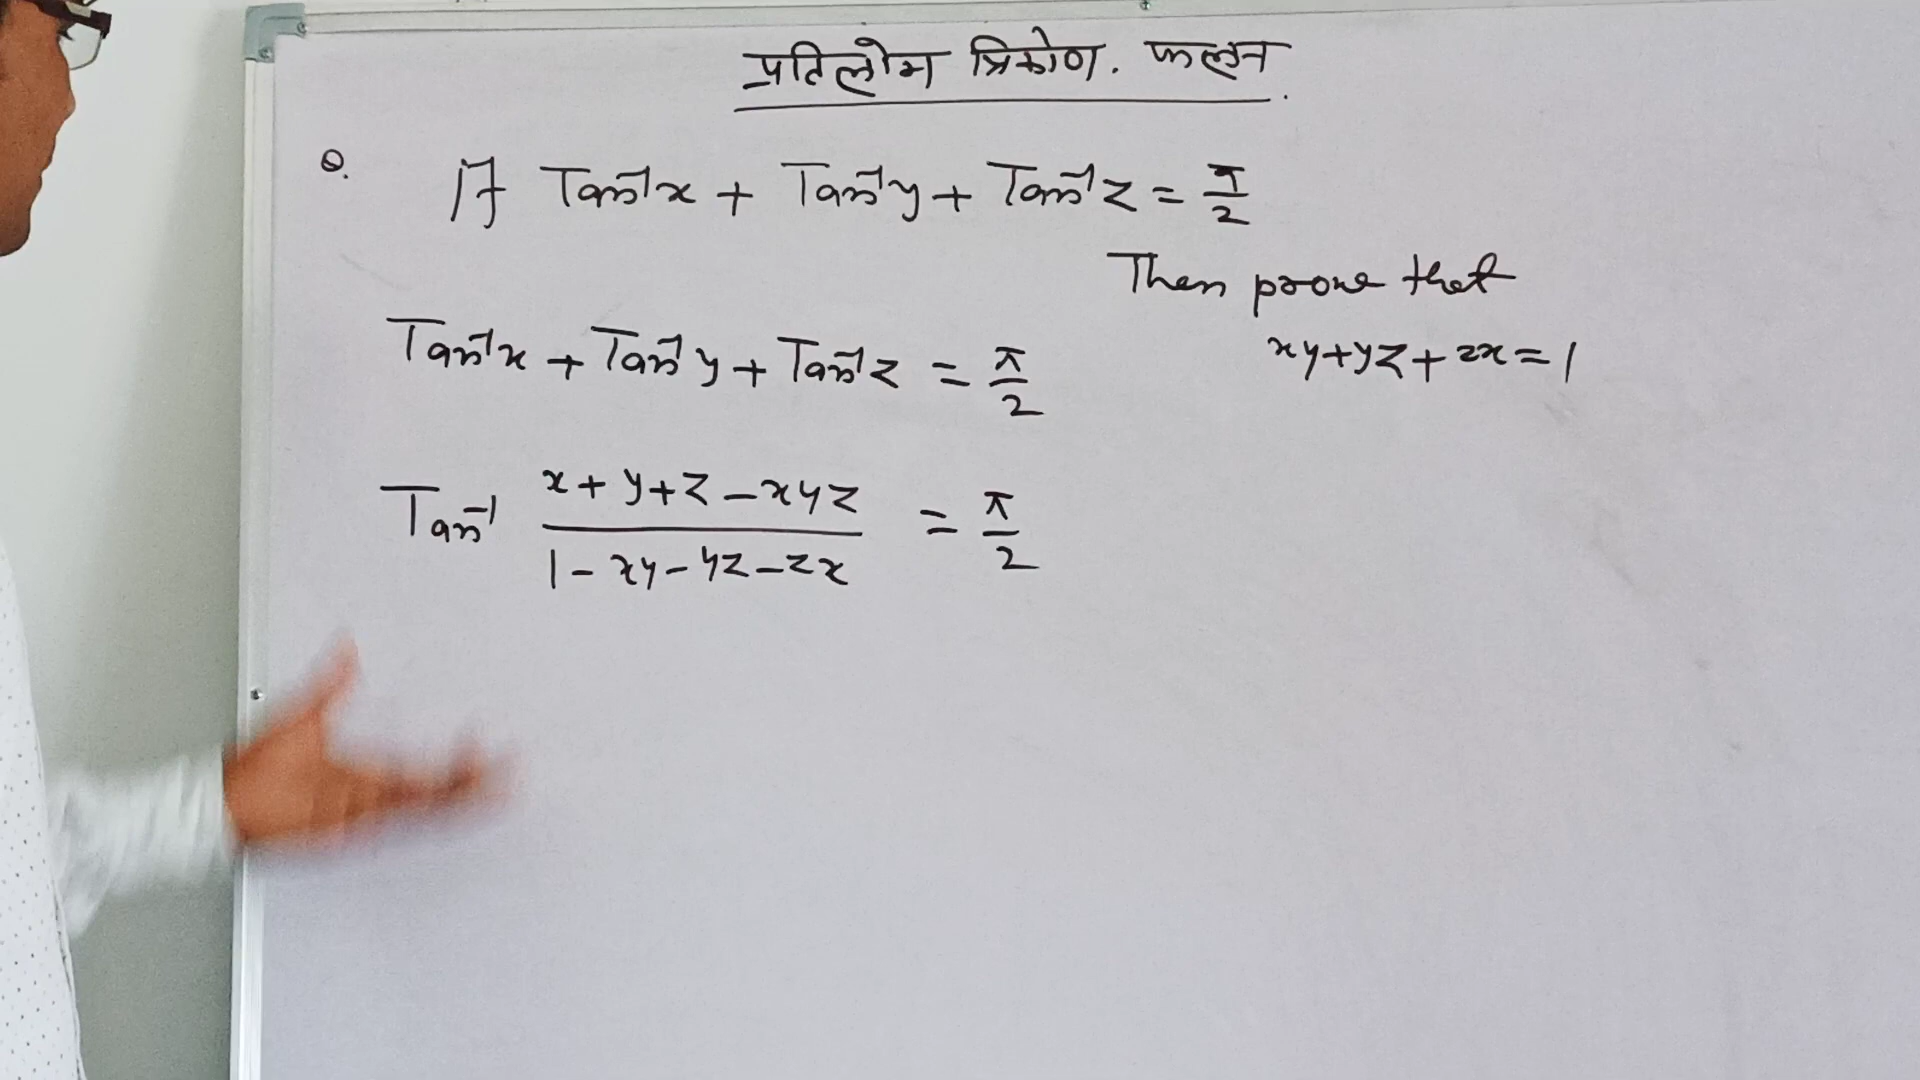 प्रतिलोम त्रिकोण. फलन.
Q. If Tan⁻¹x + Tan⁻¹y + Tan⁻¹z = π/2
Then prove that
xy+yz+zx=1
Tan⁻¹x + Tan⁻¹y + Tan⁻¹z = π/2
Tan⁻¹ (x+y+z-xyz)/(1-xy-yz-zx) = π/2